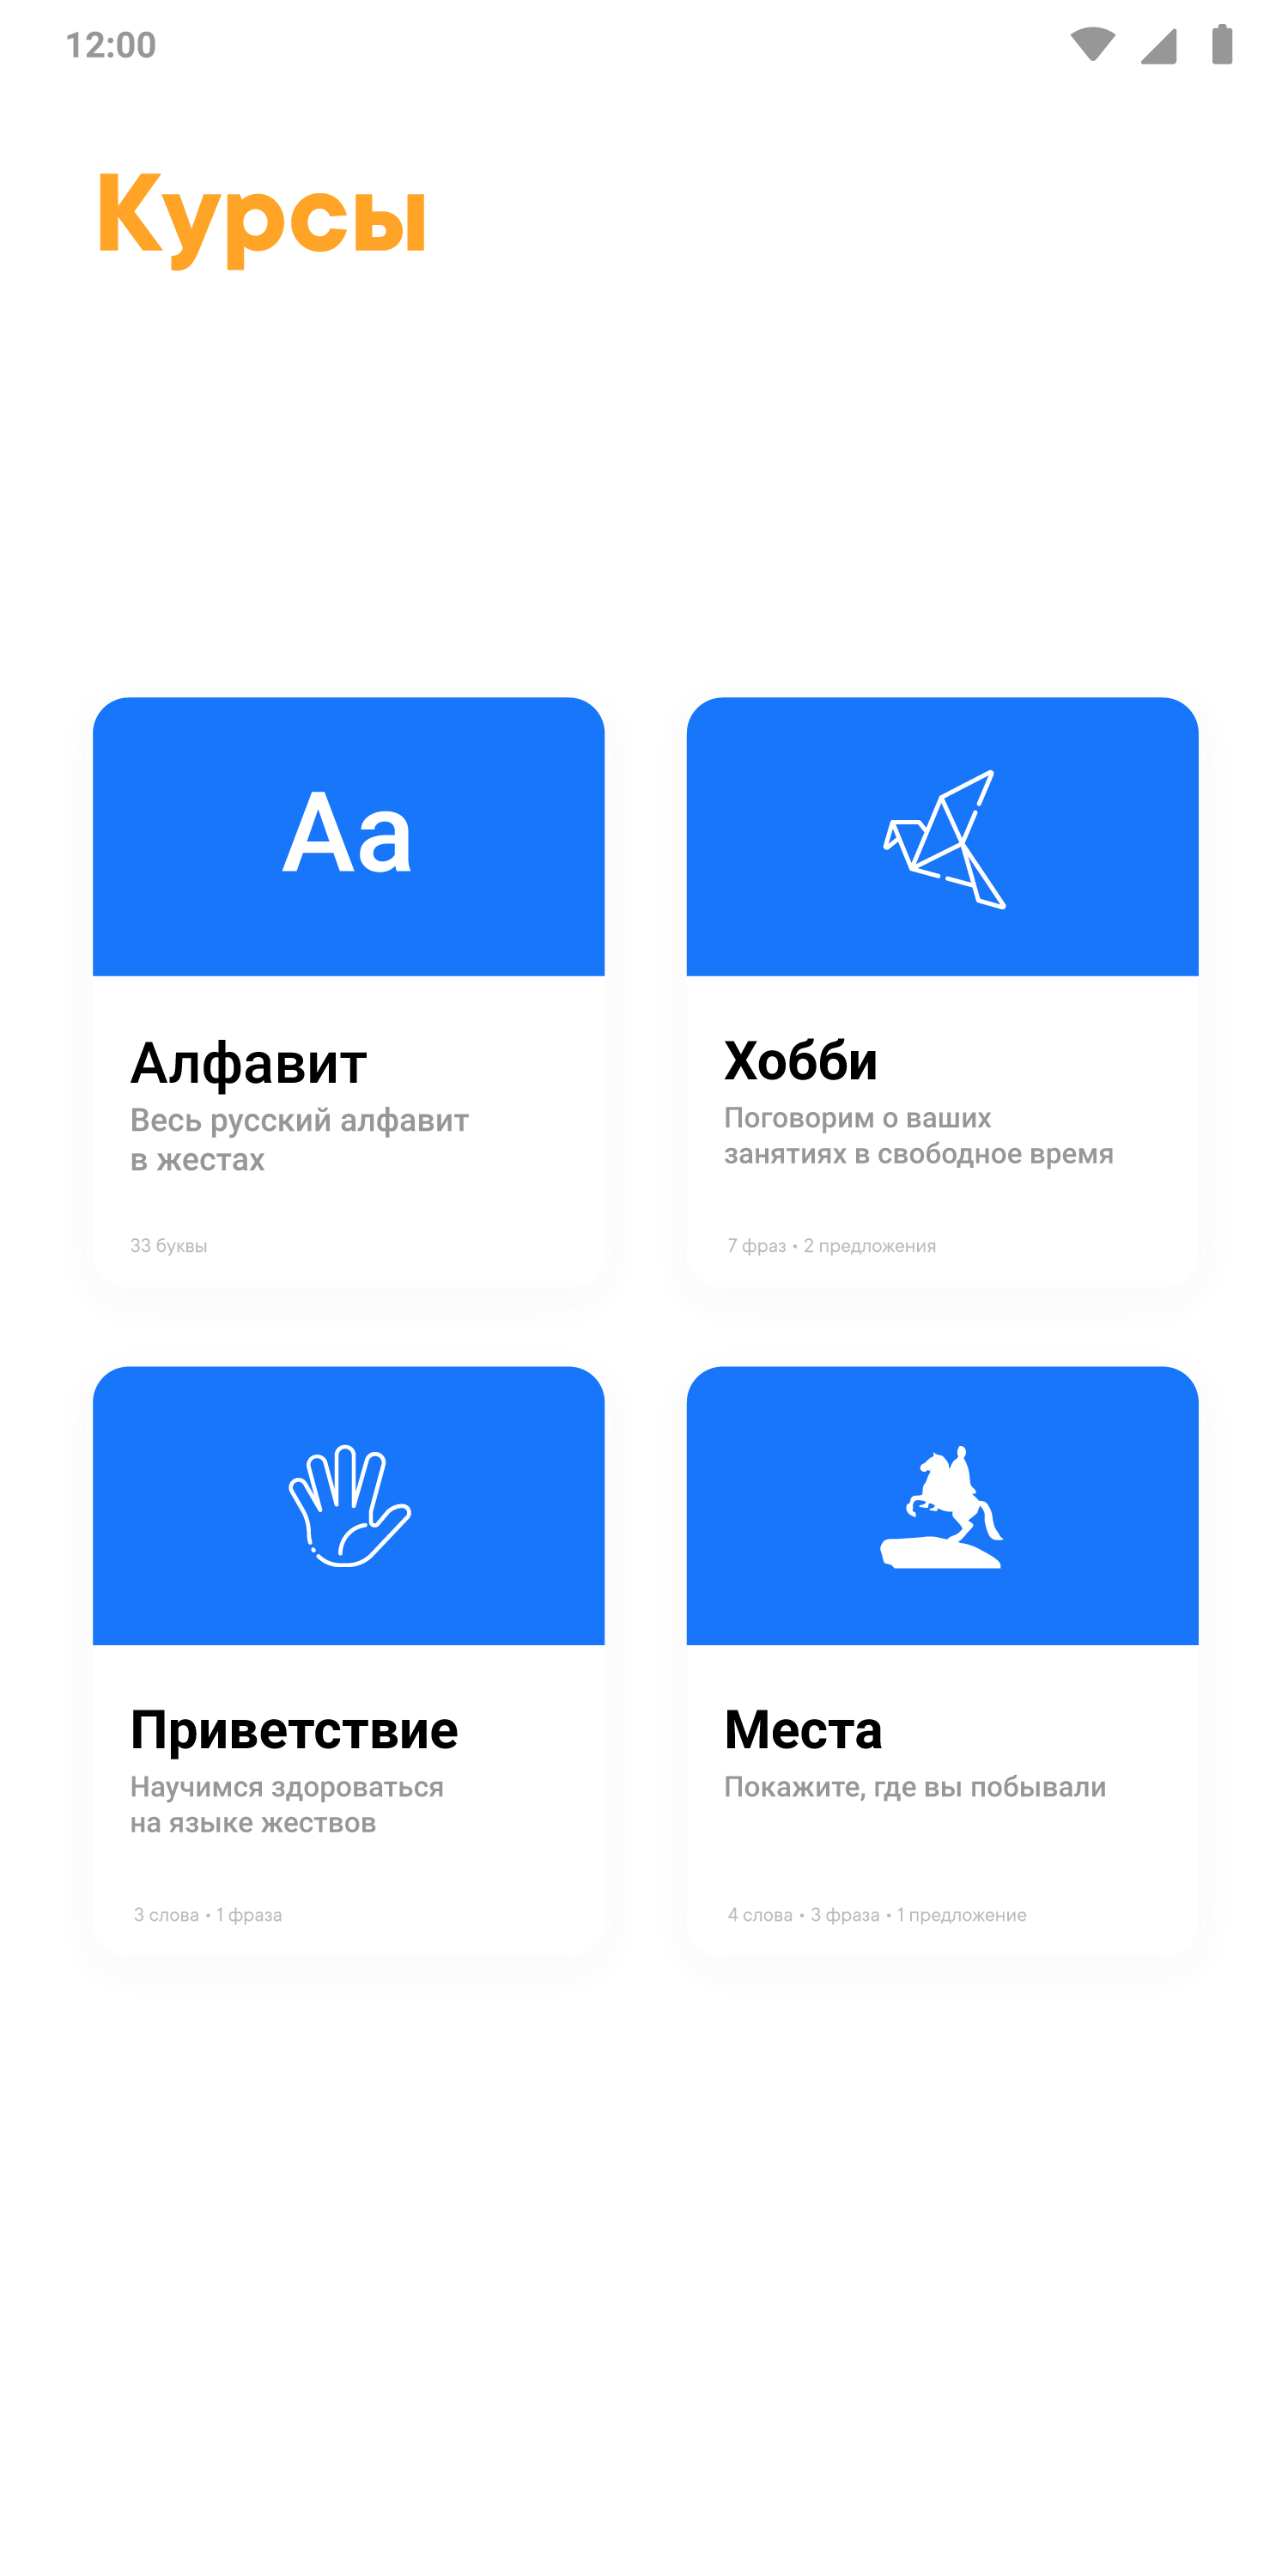 12:00
Курсы
Aa
Алфавит
Весь русский алфавит
в жестах
33 буквы
Хобби
Поговорим о ваших
занятиях в свободное время
7 фраз • 2 предложения
Приветствие
Научимся здороваться
на языке жествов
3 слова • 1 фраза
Места
Покажите, где вы побывали
4 слова • 3 фраза • 1 предложение